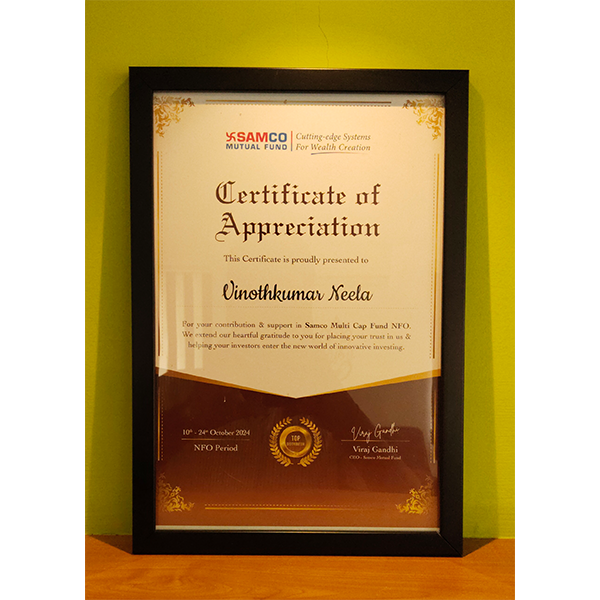 SAMCO
MUTUAL FUND
Cutting-edge Systems
For Wealth Creation
Certificate of
Appreciation
This Certificate is proudly presented to
Vinothkumar Neela
For your contribution & support in Samco Multi Cap Fund NFO.
We extend our heartful gratitude to you for placing your trust in us &
helping your investors enter the new world of innovative investing.
10th - 24th October 2024
NFO Period
TOP
Viraj Gandhi
Viraj Gandhi
CEO - Samco Mutual Fund